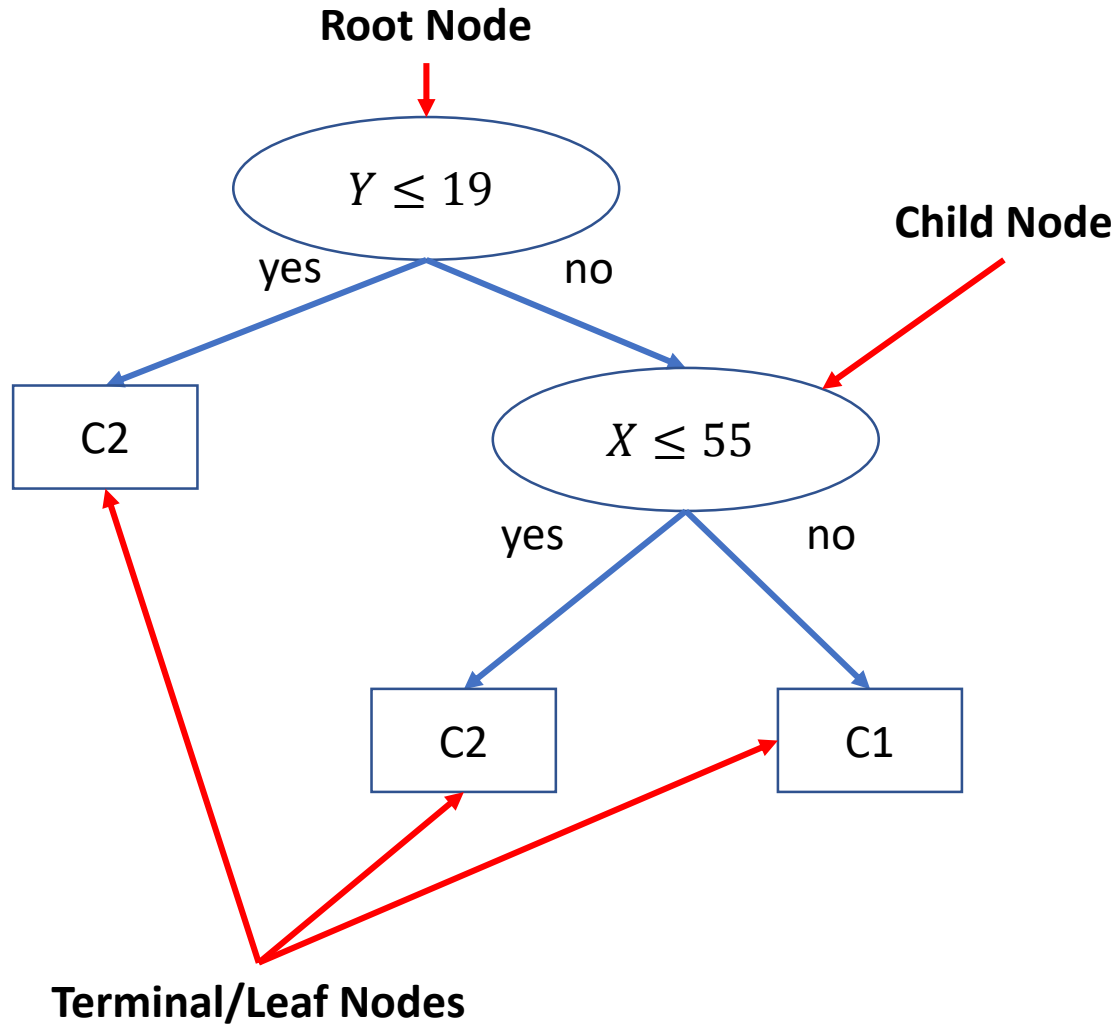 Root Node
Y ≤ 19
Child Node
yes
no
C2
X ≤ 55
yes
no
C2
C1
Terminal/Leaf Nodes